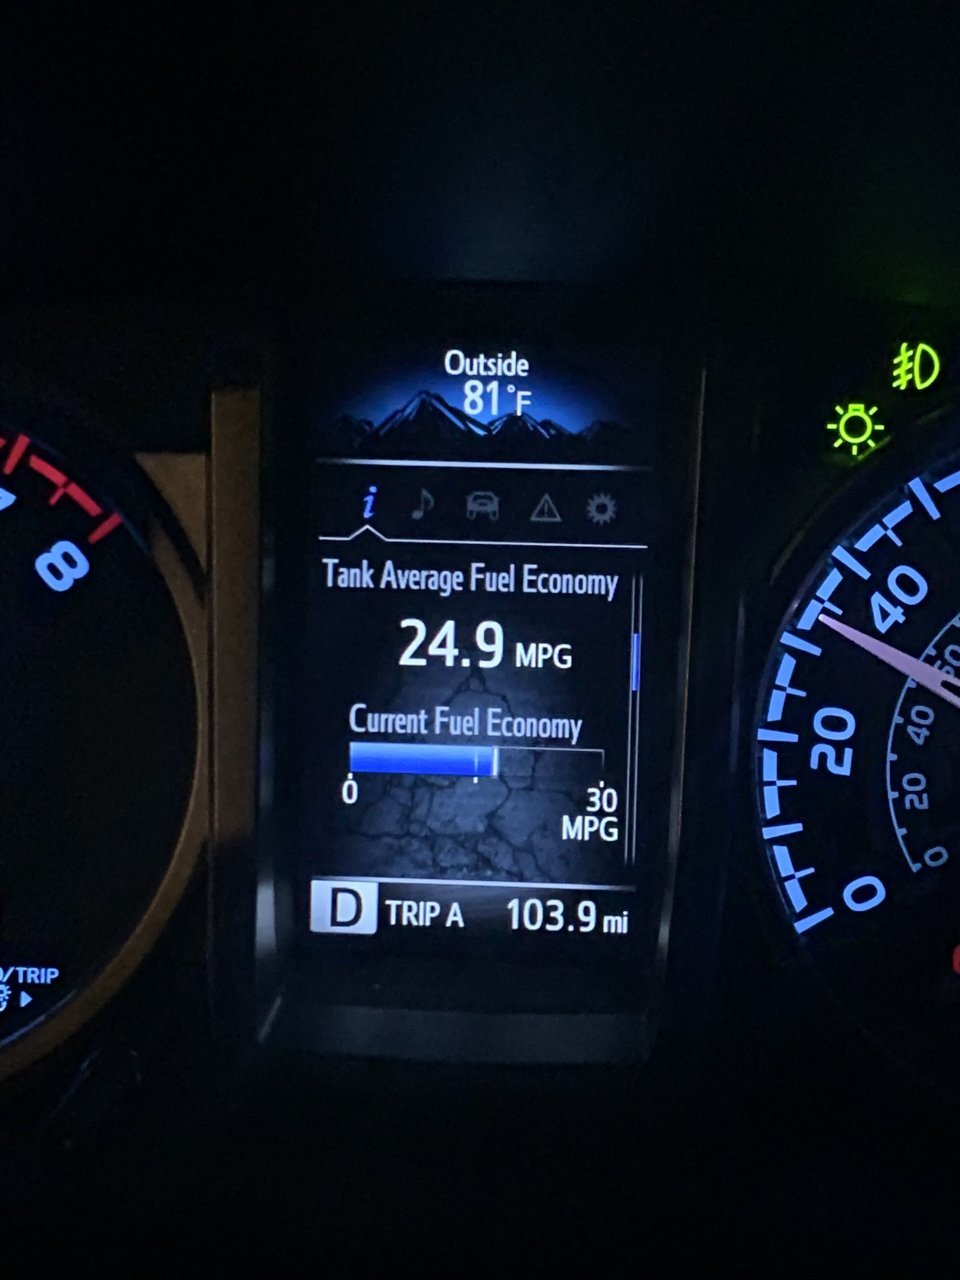 Outside
81°F
i
Tank Average Fuel Economy
24.9 MPG
Current Fuel Economy
0
30
MPG
D TRIP A 103.9 mi
8
/TRIP
40
20
0
40
20
0